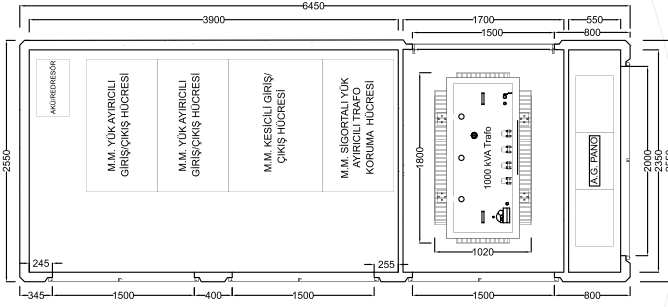 6450
3900
1700
550
1500
800
AKÜ/REDRESÖR
M.M. YÜK AYIRICILI
GİRİŞ/ÇIKIŞ HÜCRESİ
M.M. YÜK AYIRICILI
GİRİŞ/ÇIKIŞ HÜCRESİ
M.M. KESİCİLİ GİRİŞ/
ÇIKIŞ HÜCRESİ
M.M. SİGORTALI YÜK
AYIRICILI TRAFO
KORUMA HÜCRESİ
1000 kVA Trafo
A.G. PANO
2550
1800
2000
2350
2550
1020
245
255
345
1500
400
1500
1500
800